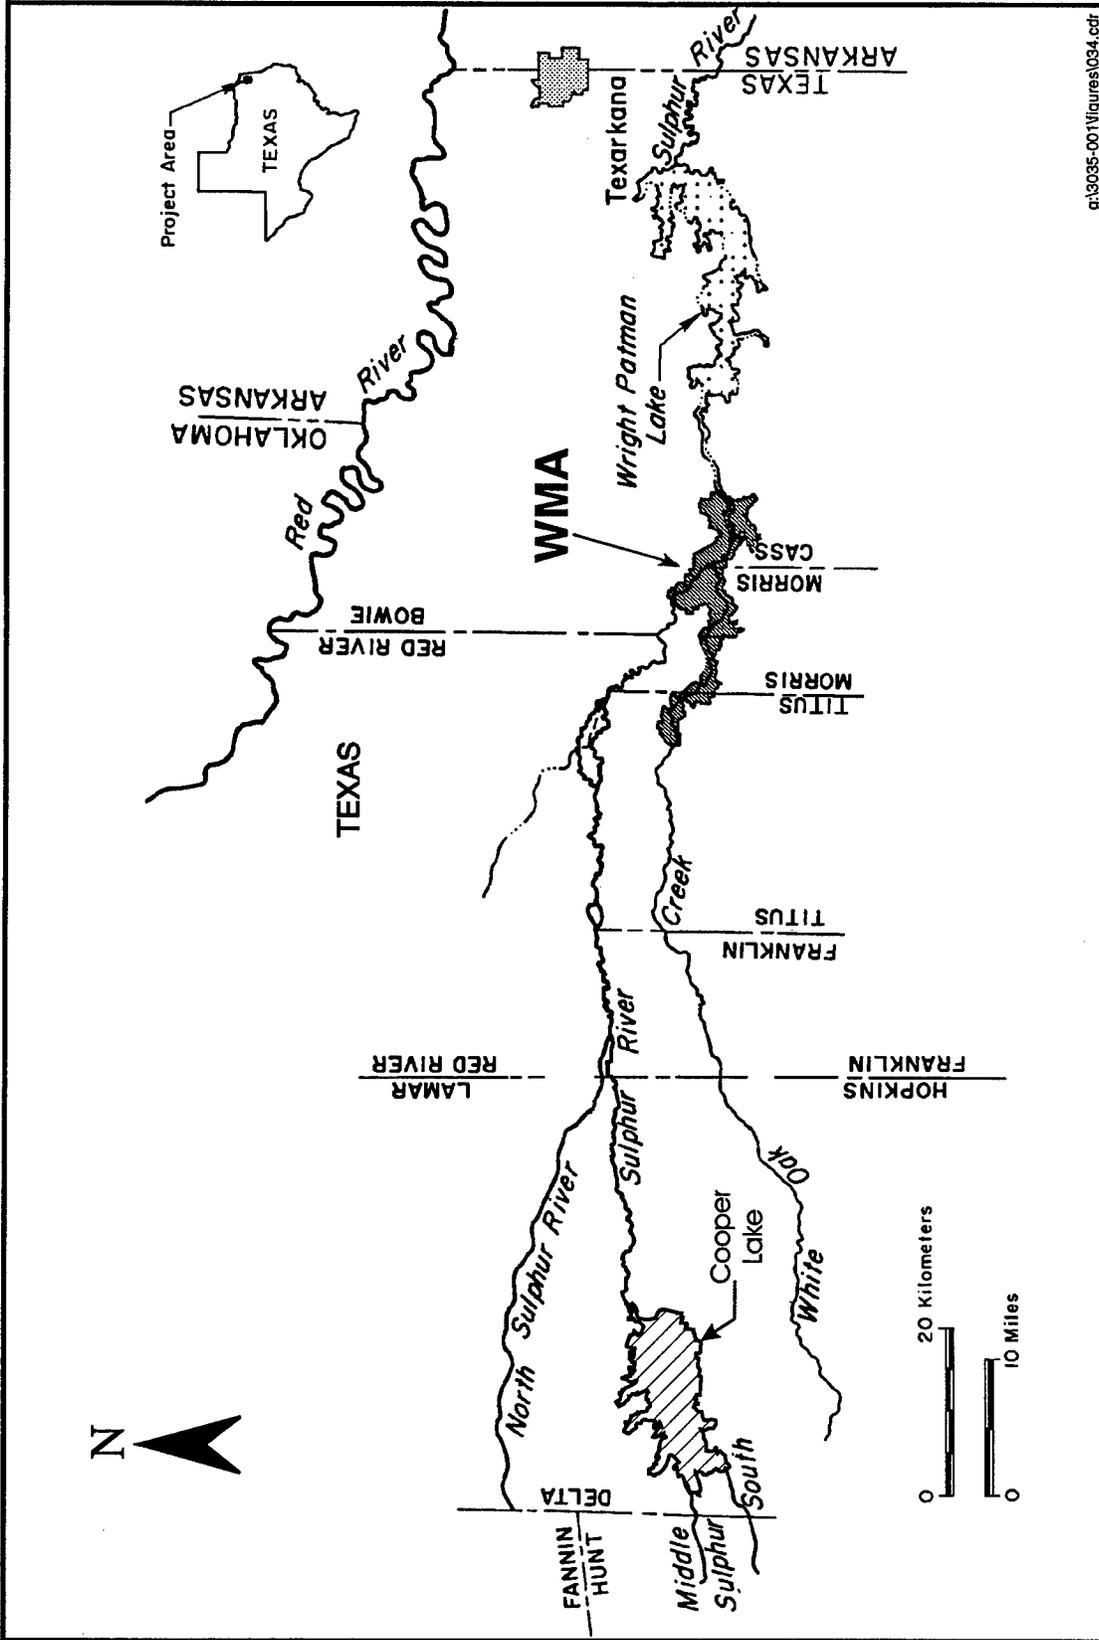 N
Project Area
TEXAS
ARKANSAS
OKLAHOMA
Red
River
BOWIE
RED RIVER
TEXAS
WMA
Wright Patman
Lake
Texarkana
Sulphur
River
ARKANSAS
TEXAS
CASS
MORRIS
MORRIS
TITUS
TITUS
FRANKLIN
RED RIVER
LAMAR
FRANKLIN
HOPKINS
North
Sulphur River
Sulphur
River
White
Oak
Creek
Cooper
Lake
DELTA
FANNIN
HUNT
Middle
Sulphur
South
0
20 Kilometers
0
10 Miles
g:\3035-001\figures\034.cdr